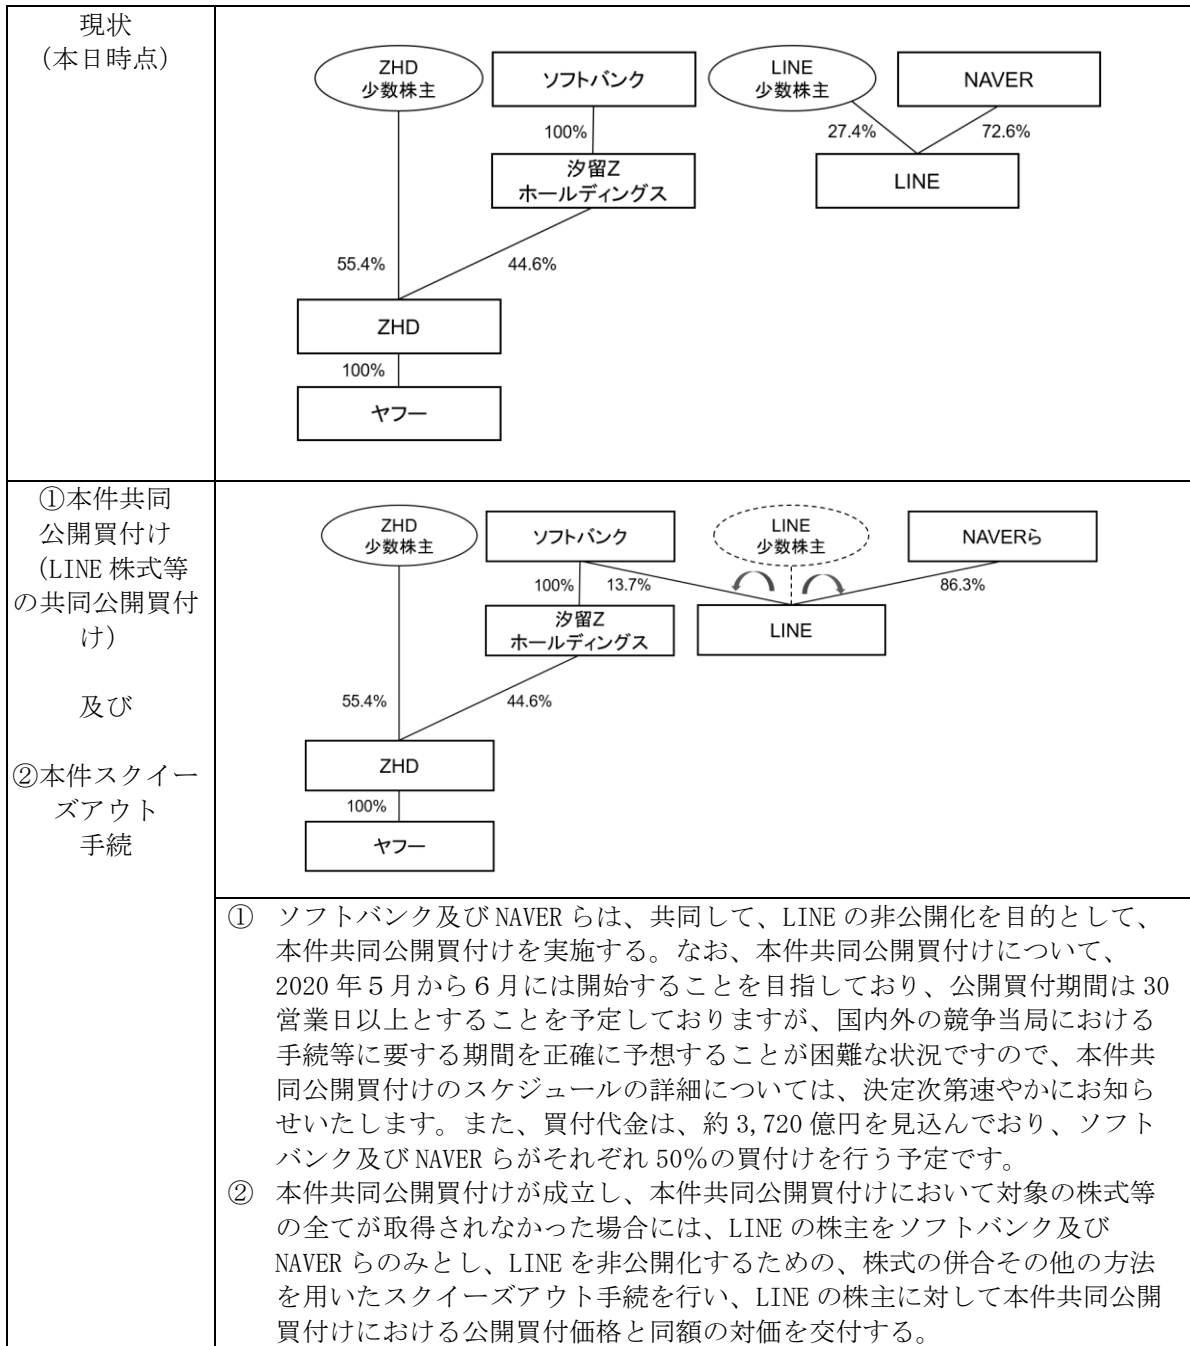 現状
(本日時点)
ZHD
少数株主
ソフトバンク
LINE
少数株主
NAVER
100%
27.4%
72.6%
汐留Z
ホールディングス
LINE
55.4%
44.6%
ZHD
100%
ヤフー
①本件共同
公開買付け
(LINE 株式等
の共同公開買付
け)
及び
②本件スクイー
ズアウト
手続
ZHD
少数株主
ソフトバンク
LINE
少数株主
NAVERら
100%
13.7%
86.3%
汐留Z
ホールディングス
LINE
55.4%
44.6%
ZHD
100%
ヤフー
① ソフトバンク及び NAVER らは、共同して、LINE の非公開化を目的として、
本件共同公開買付けを実施する。なお、本件共同公開買付けについて、
2020 年５月から６月には開始することを目指しており、公開買付期間は 30
営業日以上とすることを予定しておりますが、国内外の競争当局における
手続等に要する期間を正確に予想することが困難な状況ですので、本件共
同公開買付けのスケジュールの詳細については、決定次第速やかにお知ら
せいたします。また、買付代金は、約 3,720 億円を見込んでおり、ソフト
バンク及び NAVER らがそれぞれ 50％の買付けを行う予定です。
② 本件共同公開買付けが成立し、本件共同公開買付けにおいて対象の株式等
の全てが取得されなかった場合には、LINE の株主をソフトバンク及び
NAVER らのみとし、LINE を非公開化するための、株式の併合その他の方法
を用いたスクイーズアウト手続を行い、LINE の株主に対して本件共同公開
買付けにおける公開買付価格と同額の対価を交付する。